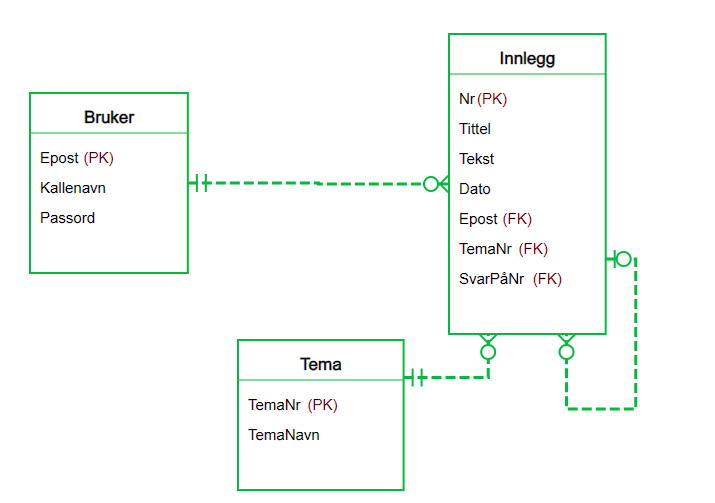 Bruker
Epost (PK)
Kallenavn
Passord
Innlegg
Nr(PK)
Tittel
Tekst
Dato
Epost (FK)
TemaNr (FK)
SvarPåNr (FK)
Tema
TemaNr (PK)
TemaNavn